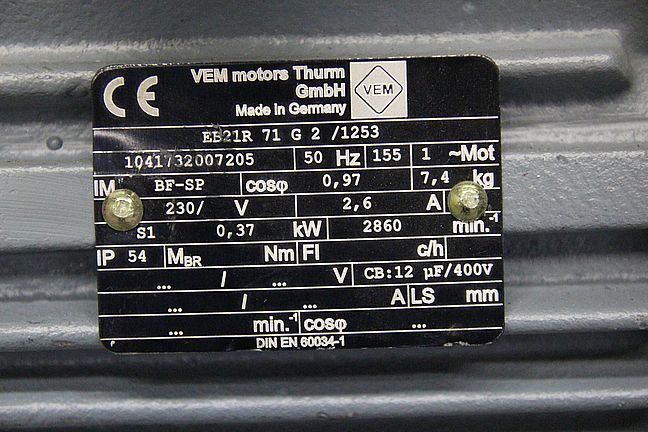 CE
VEM motors Thurm
GmbH
Made in Germany
VEM
EB21R 71 G 2 /1253
1041732007205 50 Hz 155 1 ~Mot
IM BF-SP cosφ 0,97 7,4 kg
230/ V 2,6 A
S1 0,37 kW 2860 min.-1
IP 54 MBR Nm FI c/h
... / ... V CB:12 µF/400V
... / ... A LS mm
... min.-1 cosφ ...
DIN EN 60034-1